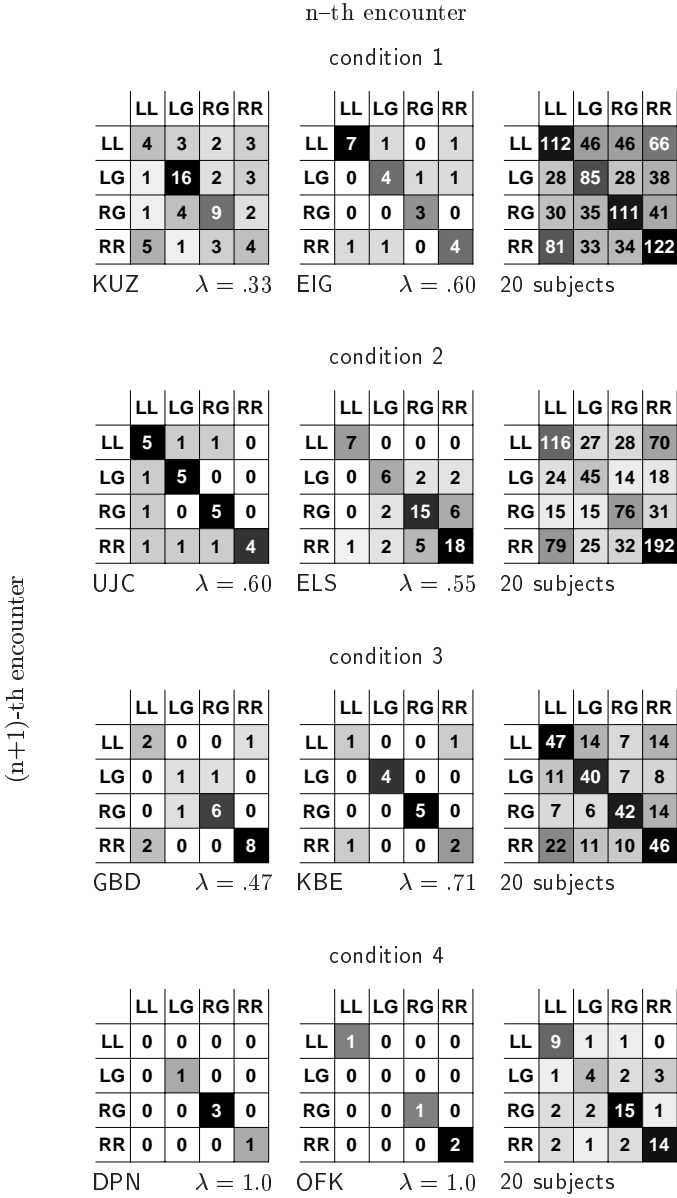 n–th encounter
condition 1
LL LG RG RR LL LG RG RR LL LG RG RR
LL 4 3 2 3 LL 7 1 0 1 LL 112 46 46 66
LG 1 16 2 3 LG 0 4 1 1 LG 28 85 28 38
RG 1 4 9 2 RG 0 0 3 0 RG 30 35 111 41
RR 5 1 3 4 RR 1 1 0 4 RR 81 33 34 122
KUZ λ = .33 EIG λ = .60 20 subjects
condition 2
LL LG RG RR LL LG RG RR LL LG RG RR
LL 5 1 1 0 LL 7 0 0 0 LL 116 27 28 70
LG 1 5 0 0 LG 0 6 2 2 LG 24 45 14 18
RG 1 0 5 0 RG 0 2 15 6 RG 15 15 76 31
RR 1 1 1 4 RR 1 2 5 18 RR 79 25 32 192
UJC λ = .60 ELS λ = .55 20 subjects
(n+1)-th encounter
condition 3
LL LG RG RR LL LG RG RR LL LG RG RR
LL 2 0 0 1 LL 1 0 0 1 LL 47 14 7 14
LG 0 1 1 0 LG 0 4 0 0 LG 11 40 7 8
RG 0 1 6 0 RG 0 0 5 0 RG 7 6 42 14
RR 2 0 0 8 RR 1 0 0 2 RR 22 11 10 46
GBD λ = .47 KBE λ = .71 20 subjects
condition 4
LL LG RG RR LL LG RG RR LL LG RG RR
LL 0 0 0 0 LL 1 0 0 0 LL 9 1 1 0
LG 0 1 0 0 LG 0 0 0 0 LG 1 4 2 3
RG 0 0 3 0 RG 0 0 1 0 RG 2 2 15 1
RR 0 0 0 1 RR 0 0 0 2 RR 2 1 2 14
DPN λ = 1.0 OFK λ = 1.0 20 subjects